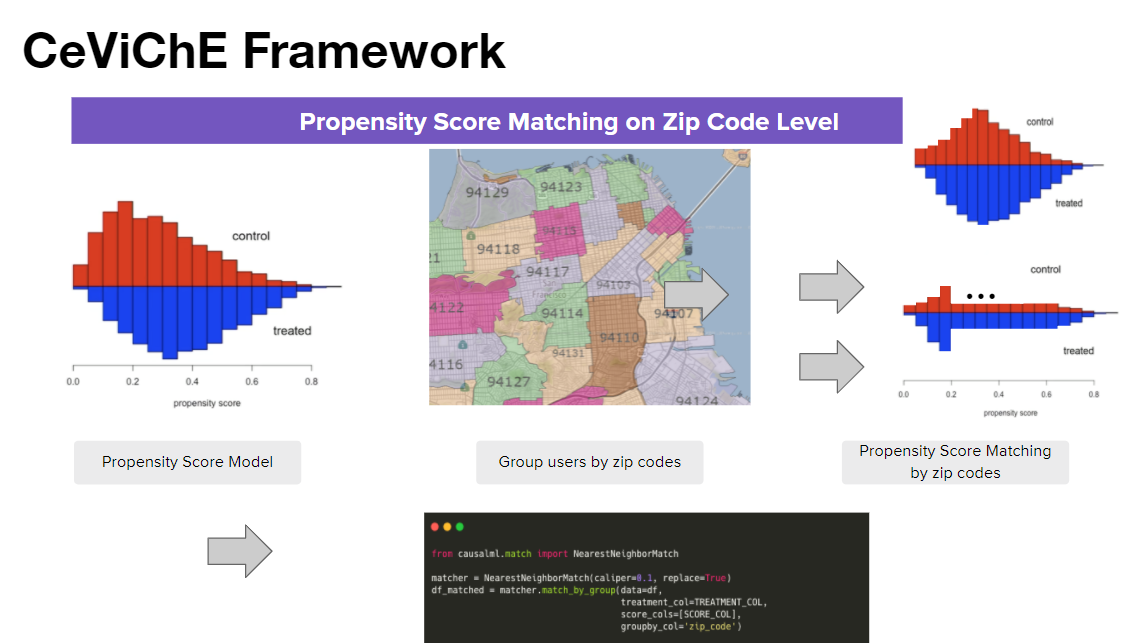 CeViChE Framework
Propensity Score Matching on Zip Code Level
control
treated
0.0 0.2 0.4 0.6 0.8
propensity score
94129
94123
94115
94118
21
94117
94103
4122
94114
94107
94110
94131
4116
94127
94124
control
treated
control
...
treated
0.0 0.2 0.4 0.6 0.8
propensity score
Propensity Score Model
Group users by zip codes
Propensity Score Matching
by zip codes
from causalml.match import NearestNeighborMatch
matcher = NearestNeighborMatch(caliper=0.1, replace=True)
df_matched = matcher.match_by_group(data=df,
treatment_col=TREATMENT_COL,
score_cols=[SCORE_COL],
groupby_col='zip_code')